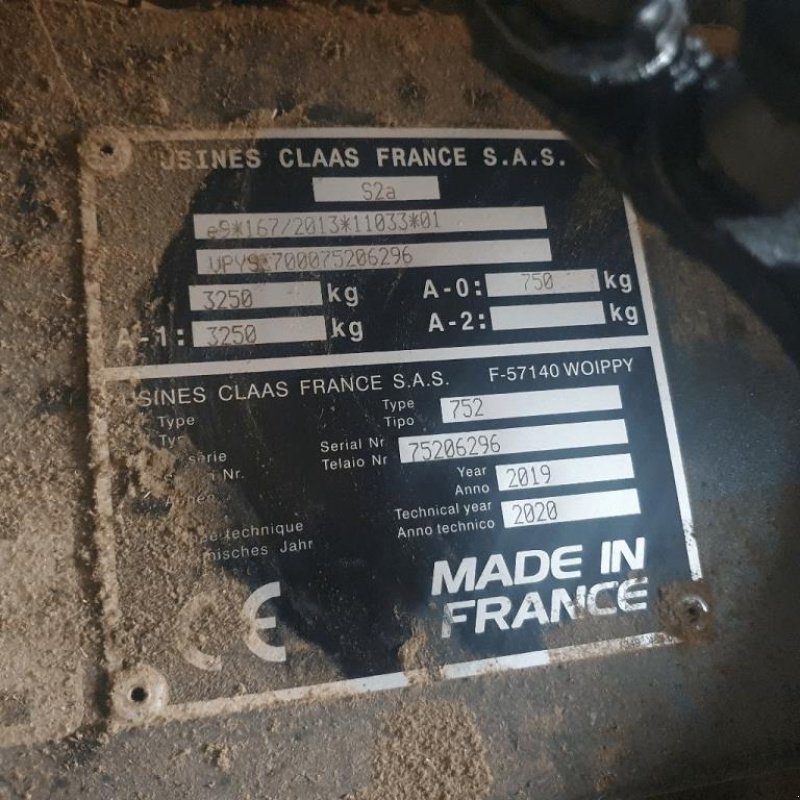 USINES CLAAS FRANCE S.A.S.
S2a
e9*167/2013*11033*01
3250 kg A-0: 750 kg
A-1: 3250 kg A-2: kg
USINES CLAAS FRANCE S.A.S. F-57140 WOIPPY
Type Type 752
Tipo
Serial Nr 75206296
Nr. Telaio Nr
Year 2019
Anno
technique Technical year 2020
Jahr Anno technico
MADE IN
FRANCE
CE